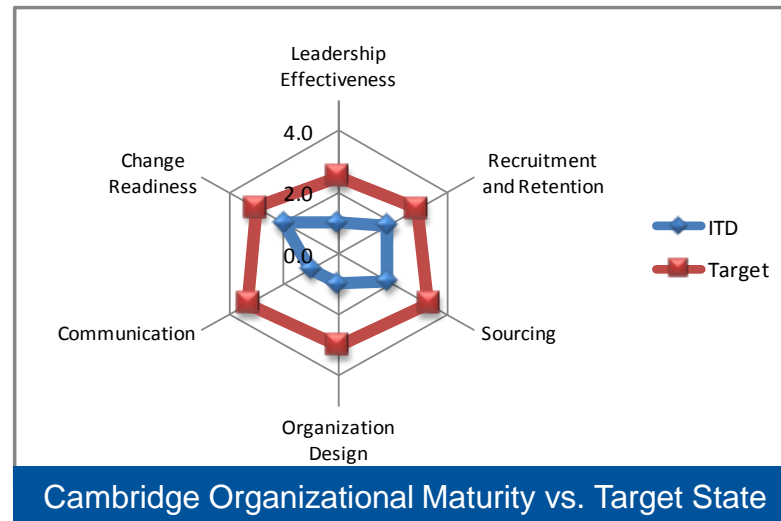 Leadership
Effectiveness
4.0
Change
Readiness
Recruitment
and Retention
2.0
ITD
0.0
Target
Communication
Sourcing
Organization
Design
Cambridge Organizational Maturity vs. Target State